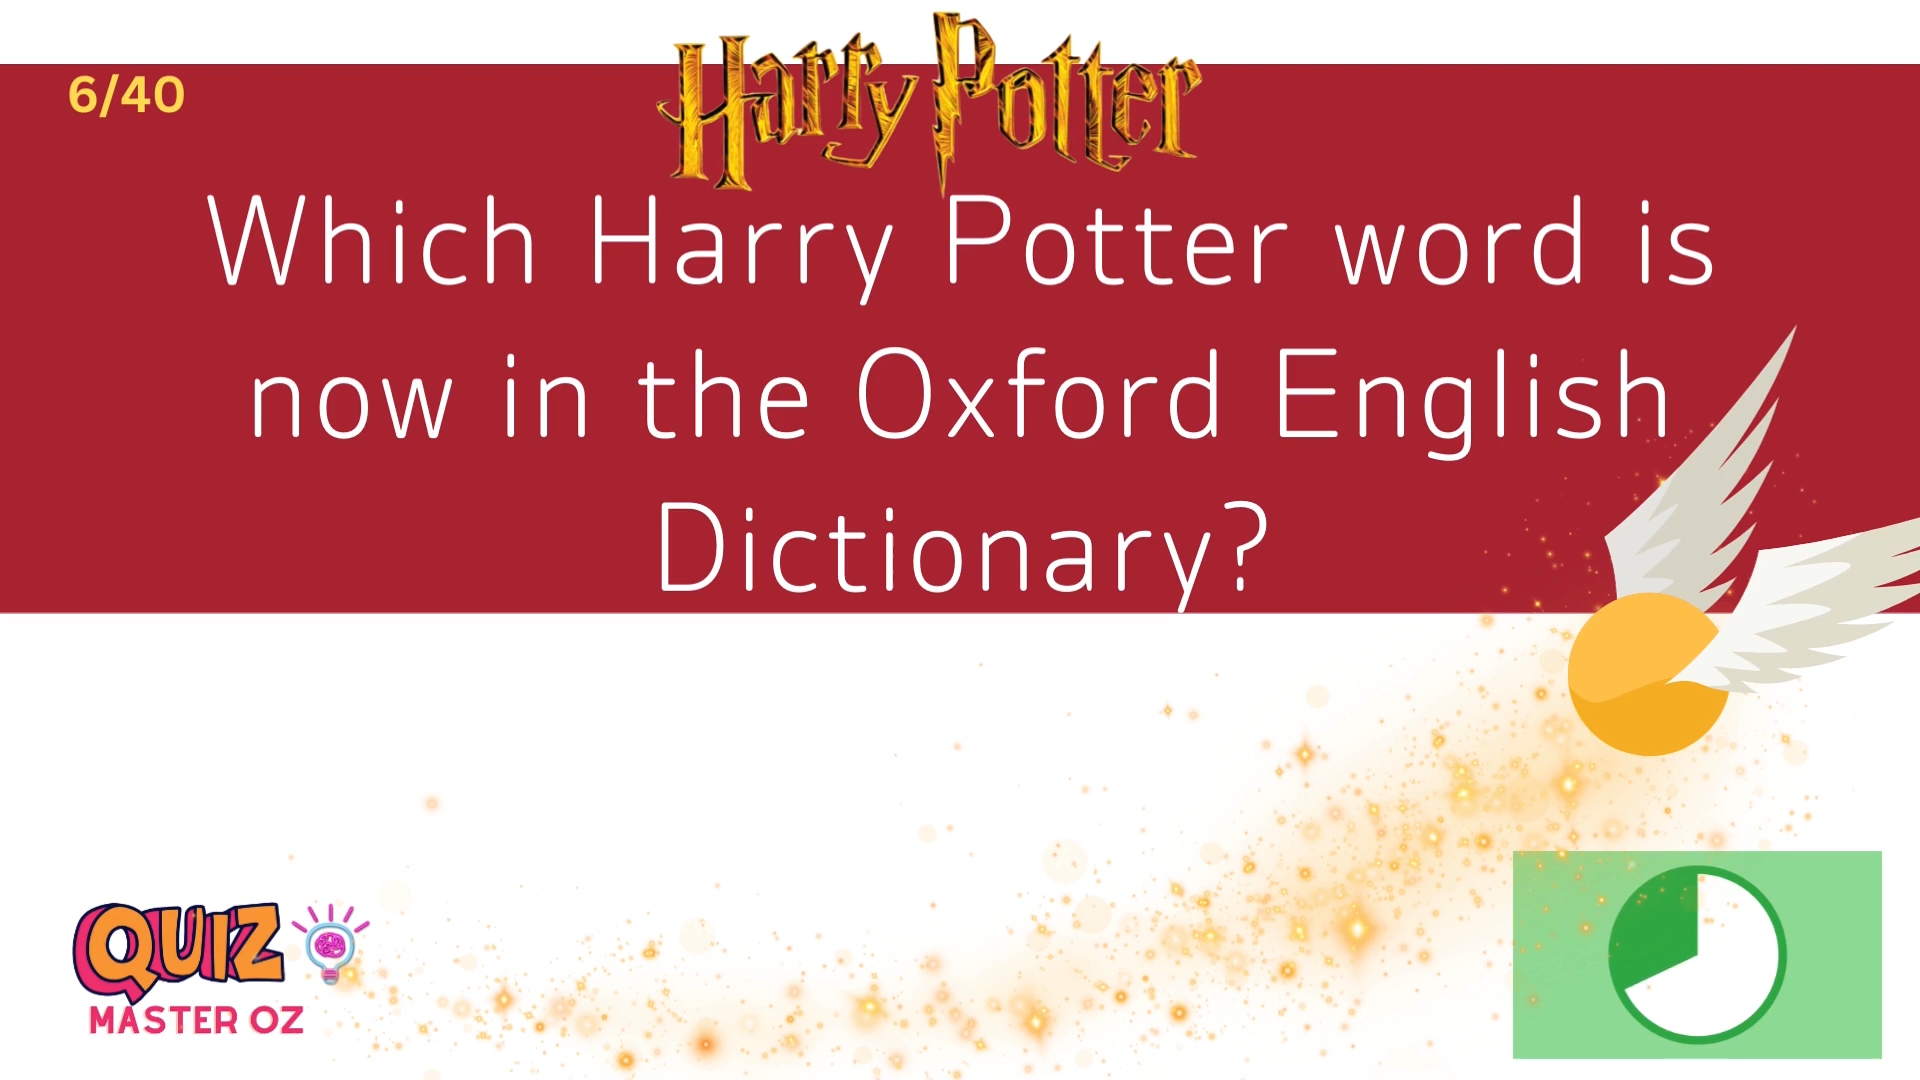 Harry Potter
6/40
Which Harry Potter word is
now in the Oxford English
Dictionary?
QUIZ
MASTER OZ